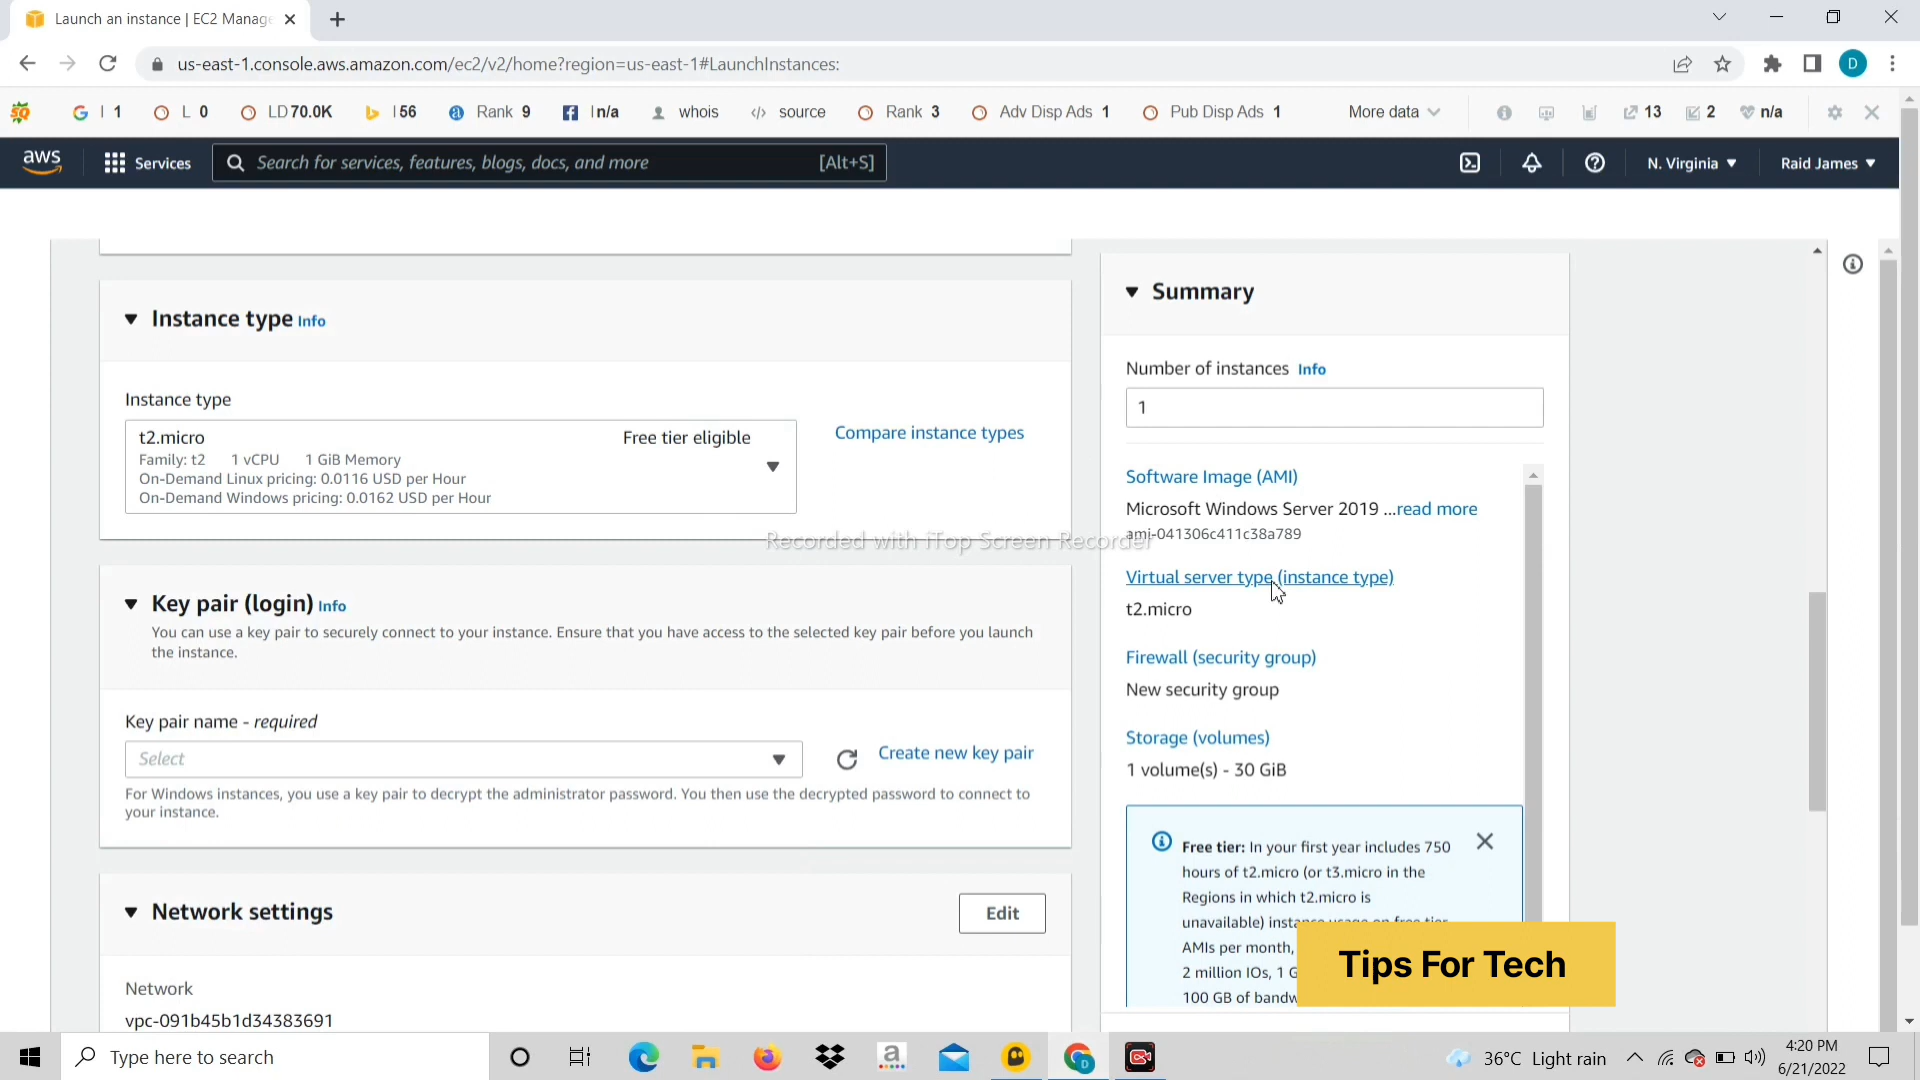 Launch an instance | EC2 Manage
us-east-1.console.aws.amazon.com/ec2/v2/home?region=us-east-1#LaunchInstances:
D
SQ I 1 L 0 LD 70.0K I 56 Rank 9 I n/a whois source Rank 3 Adv Disp Ads 1 Pub Disp Ads 1 More data 13 2 n/a
aws Services Search for services, features, blogs, docs, and more [Alt+S] N. Virginia Raid James
Instance type Info
Instance type
t2.micro Free tier eligible
Family: t2 1 vCPU 1 GiB Memory
On-Demand Linux pricing: 0.0116 USD per Hour
On-Demand Windows pricing: 0.0162 USD per Hour
Compare instance types
Recorded with iTop Screen Recorder
Key pair (login) Info
You can use a key pair to securely connect to your instance. Ensure that you have access to the selected key pair before you launch
the instance.
Key pair name - required
Select
Create new key pair
For Windows instances, you use a key pair to decrypt the administrator password. You then use the decrypted password to connect to
your instance.
Network settings
Edit
Network
vpc-091b45b1d34383691
Summary
Number of instances Info
1
Software Image (AMI)
Microsoft Windows Server 2019 ...read more
ami-041306c411c38a789
Virtual server type (instance type)
t2.micro
Firewall (security group)
New security group
Storage (volumes)
1 volume(s) - 30 GiB
Free tier: In your first year includes 750
hours of t2.micro (or t3.micro in the
Regions in which t2.micro is
unavailable) instance usage on free tier
AMIs per month,
2 million IOs, 1 G
100 GB of bandw
Tips For Tech
Type here to search
36°C Light rain
4:20 PM
6/21/2022